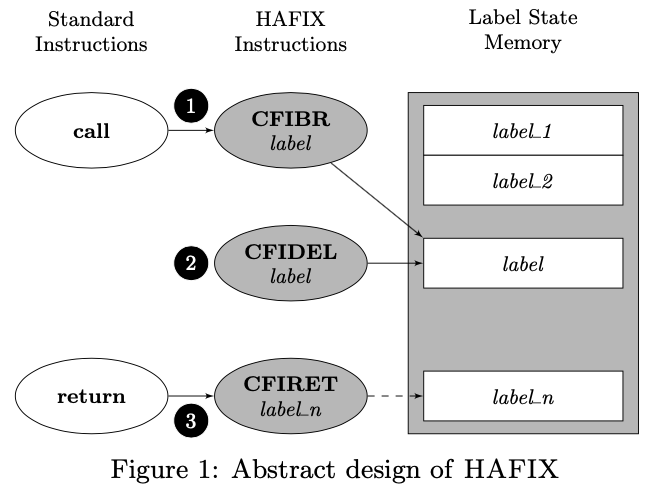 Standard
Instructions
HAFIX
Instructions
Label State
Memory
call
1
CFIBR
label
label_1
label_2
2
CFIDEL
label
label
return
3
CFIRET
label_n
label_n
Figure 1: Abstract design of HAFIX